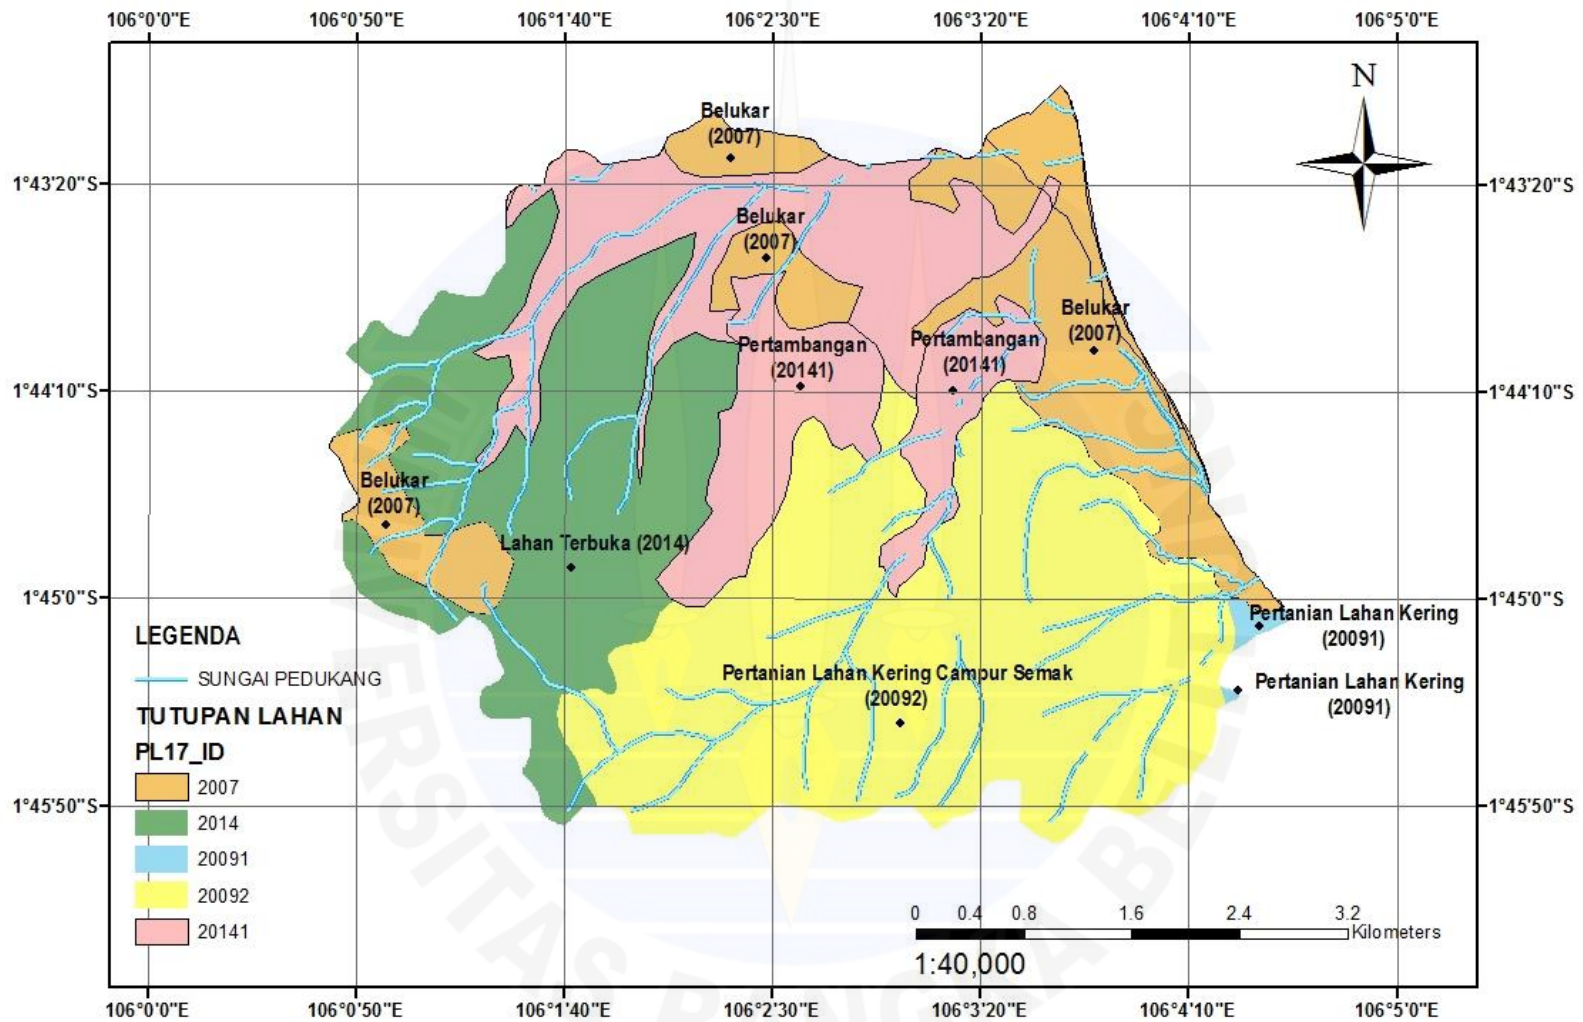 106°0'0"E 106°0'50"E 106°1'40"E 106°2'30"E 106°3'20"E 106°4'10"E 106°5'0"E
N
Belukar
(2007)
1°43'20"S 1°43'20"S
Belukar
(2007)
Belukar
(2007)
Pertambangan
(20141)
Pertambangan
(20141)
1°44'10"S 1°44'10"S
Belukar
(2007)
Lahan Terbuka (2014)
1°45'0"S 1°45'0"S
Pertanian Lahan Kering
(20091)
Pertanian Lahan Kering Campur Semak
(20092)
Pertanian Lahan Kering
(20091)
1°45'50"S 1°45'50"S
LEGENDA
SUNGAI PEDUKANG
TUTUPAN LAHAN
PL17_ID
2007
2014
20091
20092
20141
0 0.4 0.8 1.6 2.4 3.2
Kilometers
1:40,000
106°0'0"E 106°0'50"E 106°1'40"E 106°2'30"E 106°3'20"E 106°4'10"E 106°5'0"E